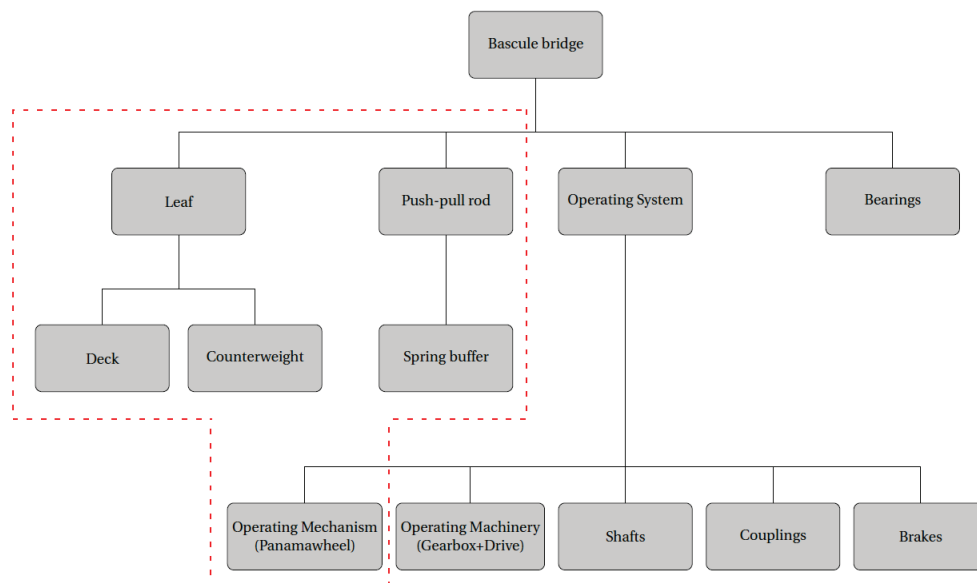 Bascule bridge
Leaf
Push-pull rod
Operating System
Bearings
Deck
Counterweight
Spring buffer
Operating Mechanism
(Panamawheel)
Operating Machinery
(Gearbox+Drive)
Shafts
Couplings
Brakes